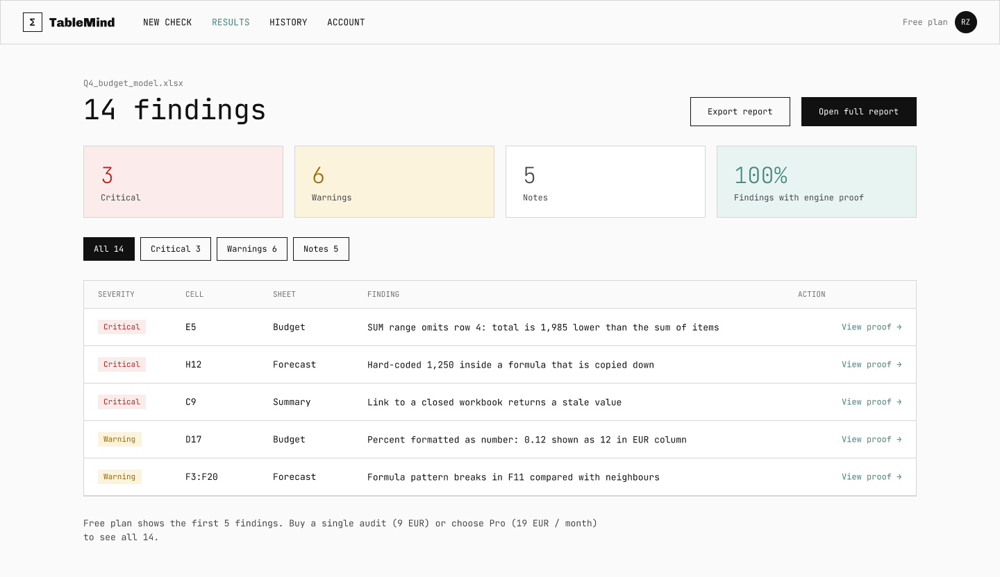 Σ TableMind NEW CHECK RESULTS HISTORY ACCOUNT Free plan RZ
Q4_budget_model.xlsx
14 findings
Export report Open full report
3 6 5 100%
Critical Warnings Notes Findings with engine proof
All 14 Critical 3 Warnings 6 Notes 5
SEVERITY CELL SHEET FINDING ACTION
Critical E5 Budget SUM range omits row 4: total is 1,985 lower than the sum of items View proof →
Critical H12 Forecast Hard-coded 1,250 inside a formula that is copied down View proof →
Critical C9 Summary Link to a closed workbook returns a stale value View proof →
Warning D17 Budget Percent formatted as number: 0.12 shown as 12 in EUR column View proof →
Warning F3:F20 Forecast Formula pattern breaks in F11 compared with neighbours View proof →
Free plan shows the first 5 findings. Buy a single audit (9 EUR) or choose Pro (19 EUR / month)
to see all 14.